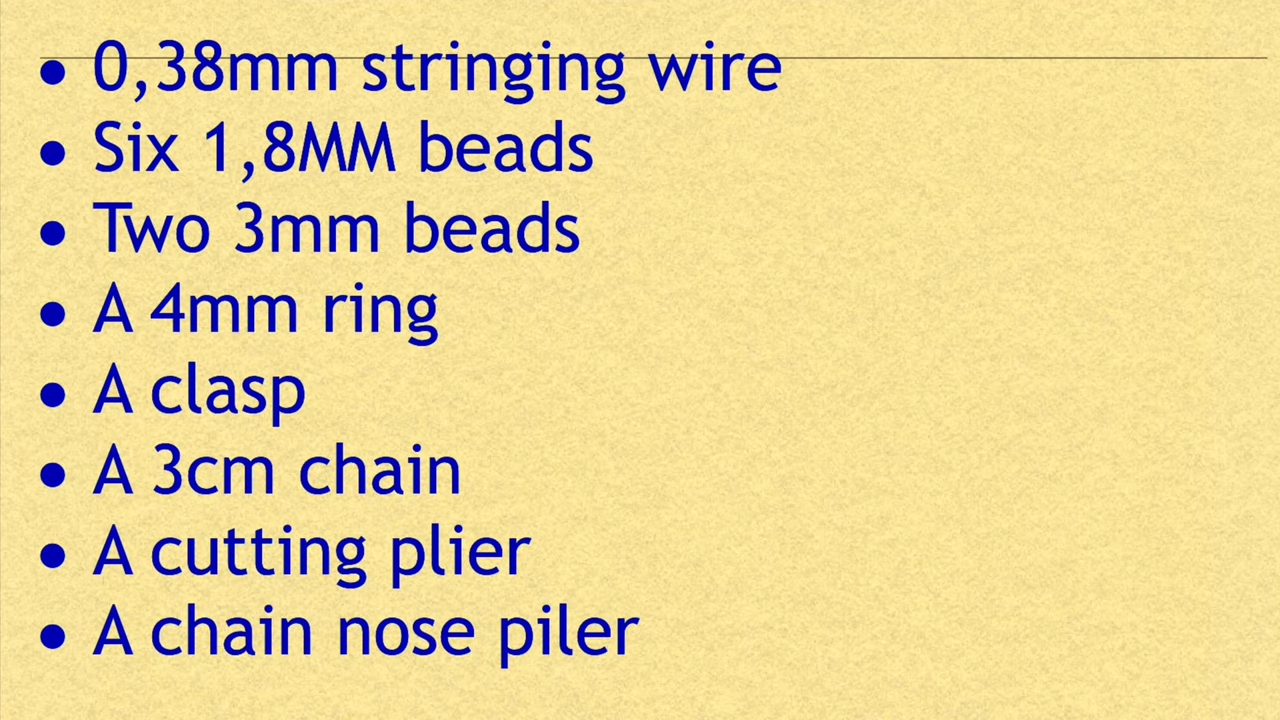 • 0,38mm stringing wire
• Six 1,8MM beads
• Two 3mm beads
• A 4mm ring
• A clasp
• A 3cm chain
• A cutting plier
• A chain nose piler